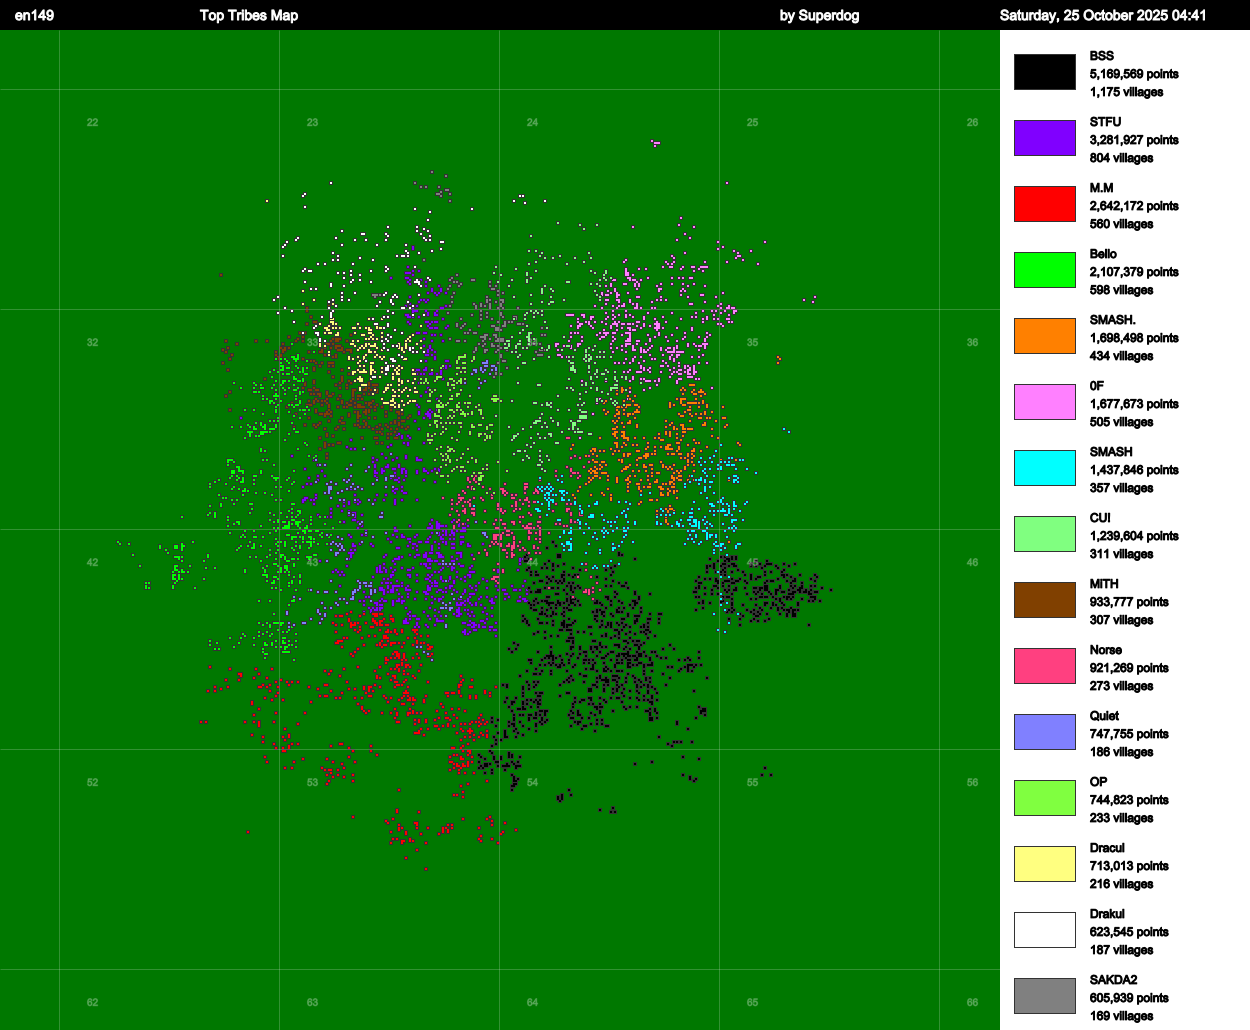 en149 Top Tribes Map by Superdog Saturday, 25 October 2025 04:41
22 23 24 25 26
32 33 34 35 36
42 43 44 45 46
52 53 54 55 56
62 63 64 65 66
BSS
5,169,569 points
1,175 villages
STFU
3,281,927 points
804 villages
M.M
2,642,172 points
560 villages
Bello
2,107,379 points
598 villages
SMASH.
1,698,498 points
434 villages
0F
1,677,673 points
505 villages
SMASH
1,437,846 points
357 villages
CUI
1,239,604 points
311 villages
MITH
933,777 points
307 villages
Norse
921,269 points
273 villages
Quiet
747,755 points
186 villages
OP
744,823 points
233 villages
Dracul
713,013 points
216 villages
Drakul
623,545 points
187 villages
SAKDA2
605,939 points
169 villages